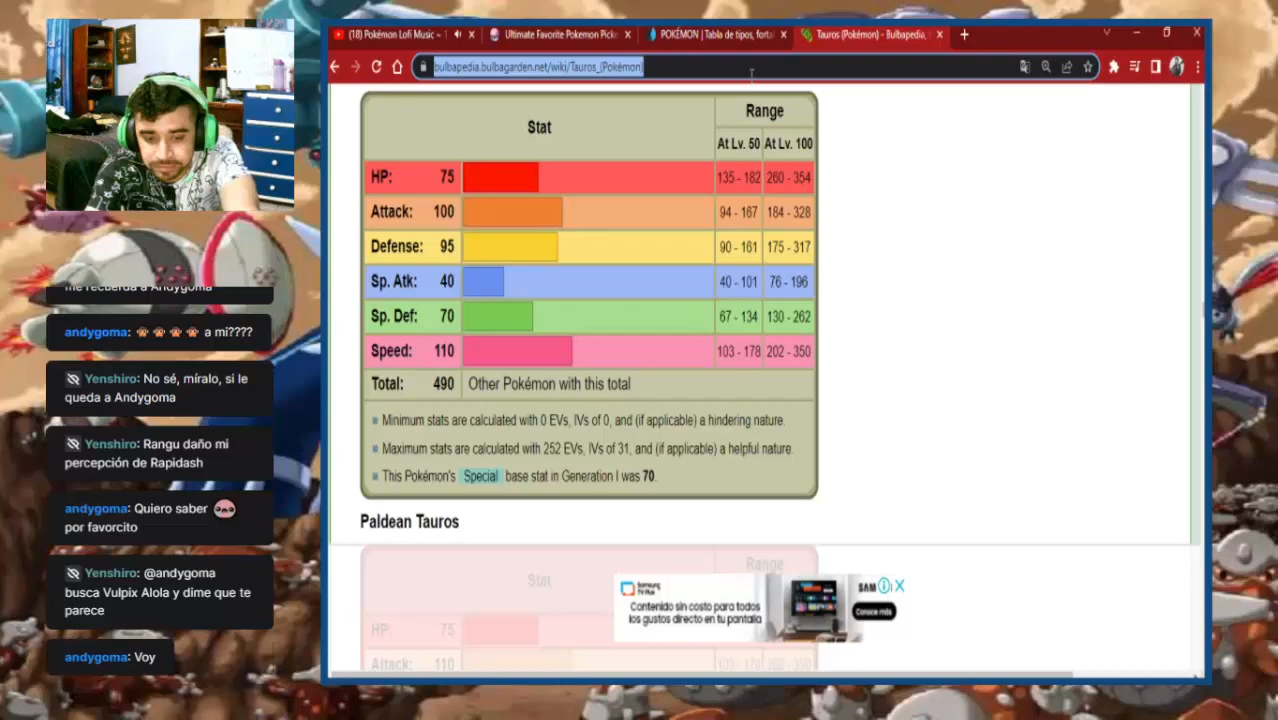 (18) Pokémon Lofi Music ~
Ultimate Favorite Pokemon Picke
POKÉMON | Tabla de tipos, forta
Tauros (Pokémon) - Bulbapedia,
bulbapedia.bulbagarden.net/wiki/Tauros_(Pokémon)
me recuerda a Andygoma
andygoma: a mi????
Yenshiro: No sé, míralo, si le
queda a Andygoma
Yenshiro: Rangu daño mi
percepción de Rapidash
andygoma: Quiero saber
por favorcito
Yenshiro: @andygoma
busca Vulpix Alola y dime que te
parece
andygoma: Voy
Stat
Range
At Lv. 50 At Lv. 100
HP: 75 135 - 182 260 - 354
Attack: 100 94 - 167 184 - 328
Defense: 95 90 - 161 175 - 317
Sp. Atk: 40 40 - 101 76 - 196
Sp. Def: 70 67 - 134 130 - 262
Speed: 110 103 - 178 202 - 350
Total: 490 Other Pokémon with this total
Minimum stats are calculated with 0 EVs, IVs of 0, and (if applicable) a hindering nature.
Maximum stats are calculated with 252 EVs, IVs of 31, and (if applicable) a helpful nature.
This Pokémon's Special base stat in Generation I was 70.
Paldean Tauros
Stat
Range
HP: 75
Attack: 110
Samsung
TV Plus
Contenido sin costo para todos
los gustos directo en tu pantalla
SAM
Conoce más